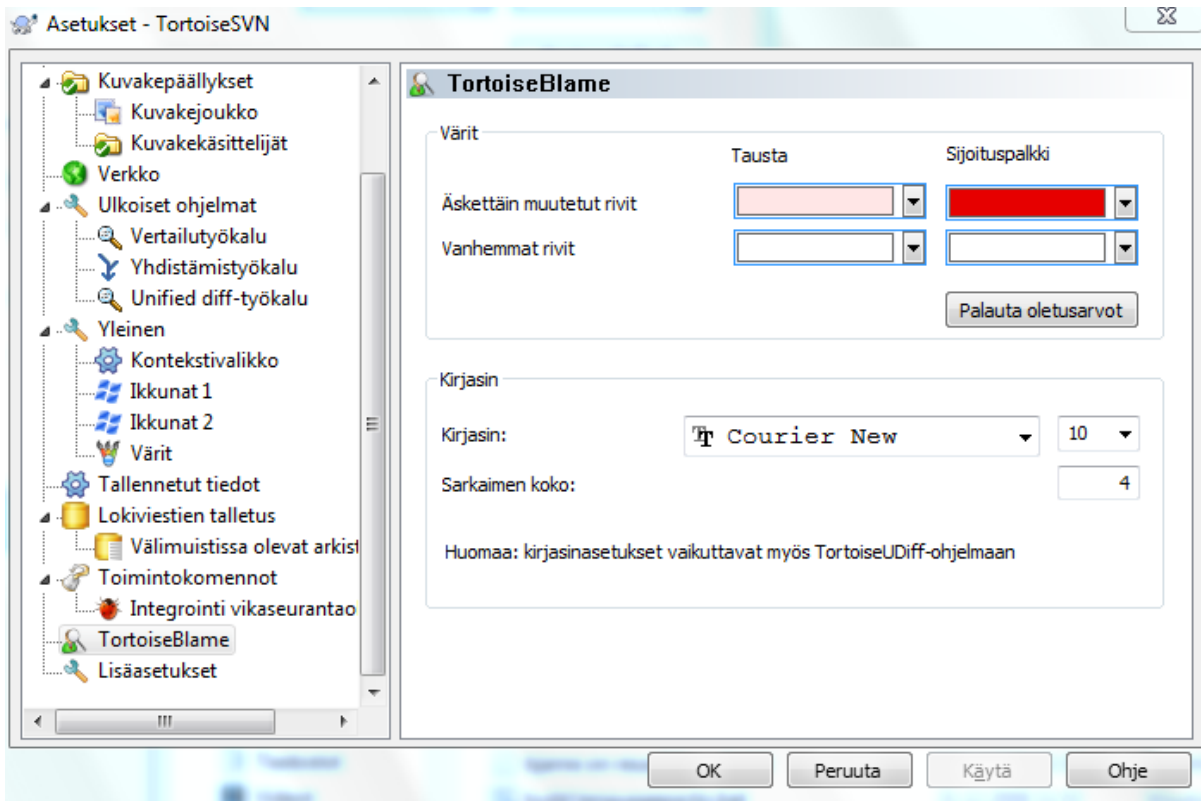 Asetukset - TortoiseSVN
Kuvakepäällykset
Kuvakejoukko
Kuvakekäsittelijät
Verkko
Ulkoiset ohjelmat
Vertailutyökalu
Yhdistämistyökalu
Unified diff-työkalu
Yleinen
Kontekstivalikko
Ikkunat 1
Ikkunat 2
Värit
Tallennetut tiedot
Lokiviestien talletus
Välimuistissa olevat arkist
Toimintokomennot
Integrointi vikaseurantao
TortoiseBlame
Lisäasetukset
TortoiseBlame
Värit
Tausta Sijoituspalkki
Äskettäin muutetut rivit
Vanhemmat rivit
Palauta oletusarvot
Kirjasin
Kirjasin: Courier New 10
Sarkaimen koko: 4
Huomaa: kirjasinasetukset vaikuttavat myös TortoiseUDiff-ohjelmaan
OK Peruuta Käytä Ohje